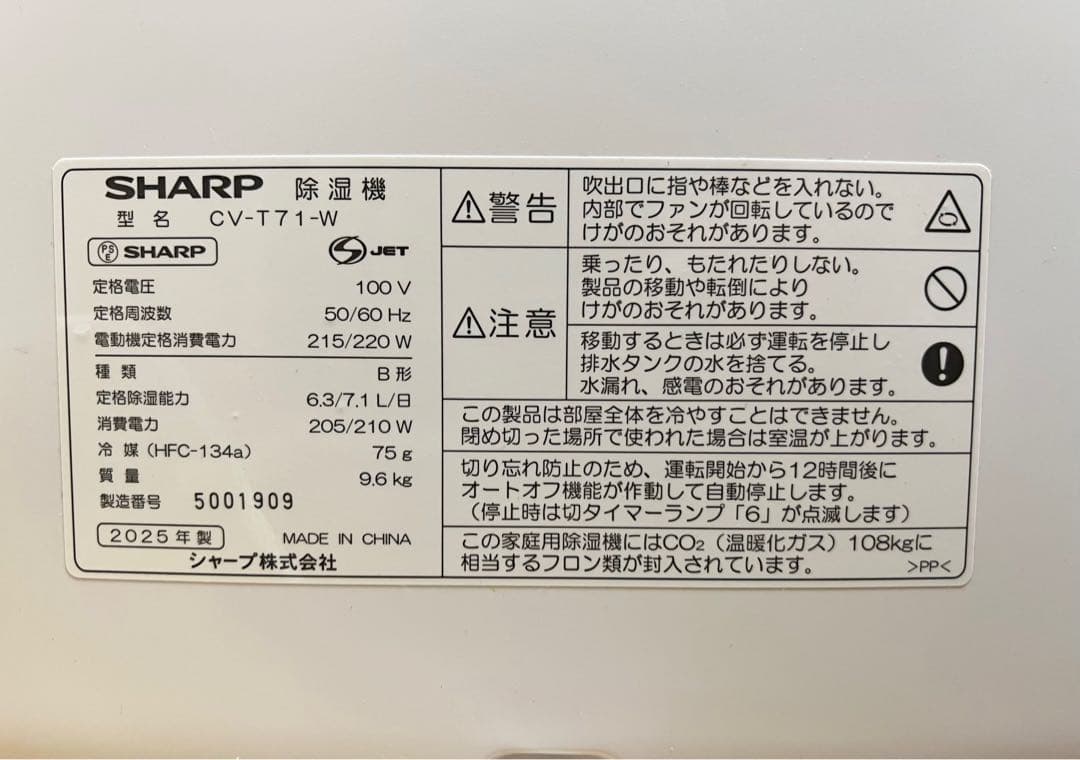 SHARP 除湿機
型名 CV-T71-W
PSE SHARP
S JET
定格電圧 100 V
定格周波数 50/60 Hz
電動機定格消費電力 215/220 W
種類 B形
定格除湿能力 6.3/7.1 L/日
消費電力 205/210 W
冷媒(HFC-134a) 75 g
質量 9.6 kg
製造番号 5001909
2025年製 MADE IN CHINA
シャープ株式会社
警告
吹出口に指や棒などを入れない。
内部でファンが回転しているので
けがのおそれがあります。
注意
乗ったり、もたれたりしない。
製品の移動や転倒により
けがのおそれがあります。
移動するときは必ず運転を停止し
排水タンクの水を捨てる。
水漏れ、感電のおそれがあります。
この製品は部屋全体を冷やすことはできません。
閉め切った場所で使われた場合は室温が上がります。
切り忘れ防止のため、運転開始から12時間後に
オートオフ機能が作動して自動停止します。
(停止時は切タイマーランプ「6」が点滅します)
この家庭用除湿機にはCO₂(温暖化ガス)108kgに
相当するフロン類が封入されています。
>PP<